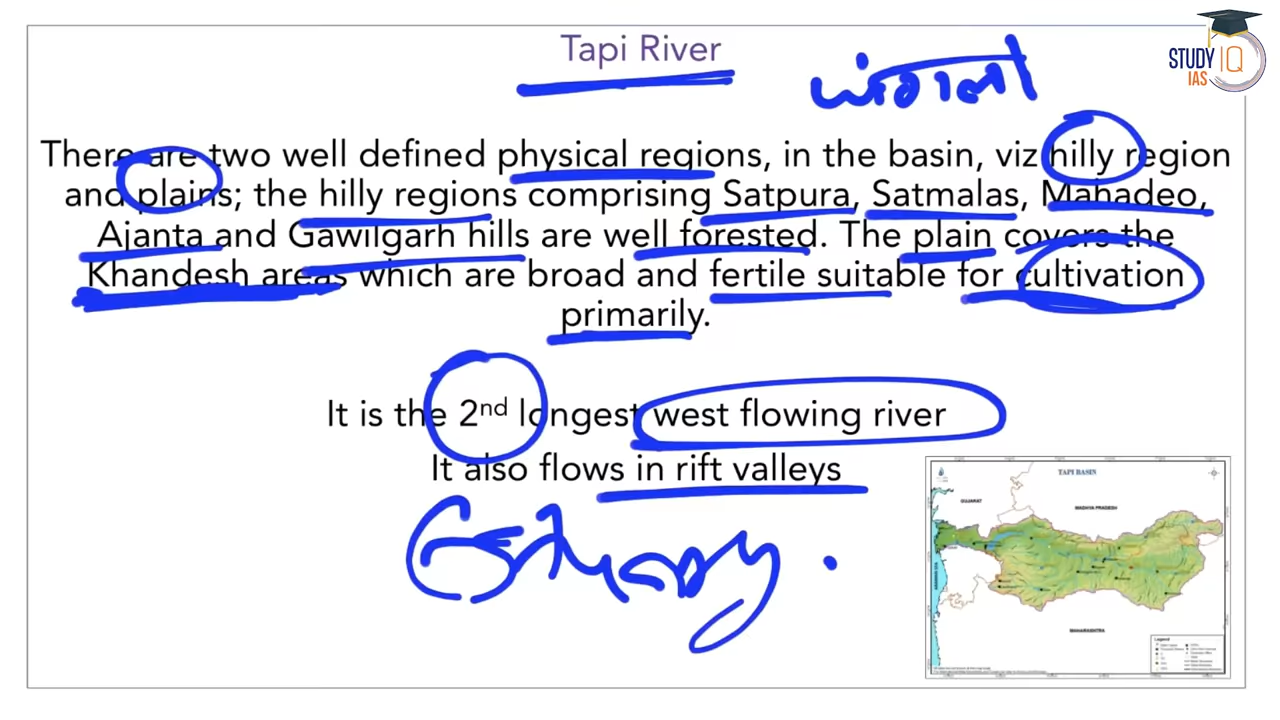 STUDY IQ
IAS
Tapi River
There are two well defined physical regions, in the basin, viz hilly region
and plains; the hilly regions comprising Satpura, Satmalas, Mahadeo,
Ajanta and Gawilgarh hills are well forested. The plain covers the
Khandesh areas which are broad and fertile suitable for cultivation
primarily.
It is the 2nd longest west flowing river
It also flows in rift valleys
Estuary
TAPI BASIN
GUJARAT
MADHYA PRADESH
ARABIAN SEA
MAHARASHTRA
Legend